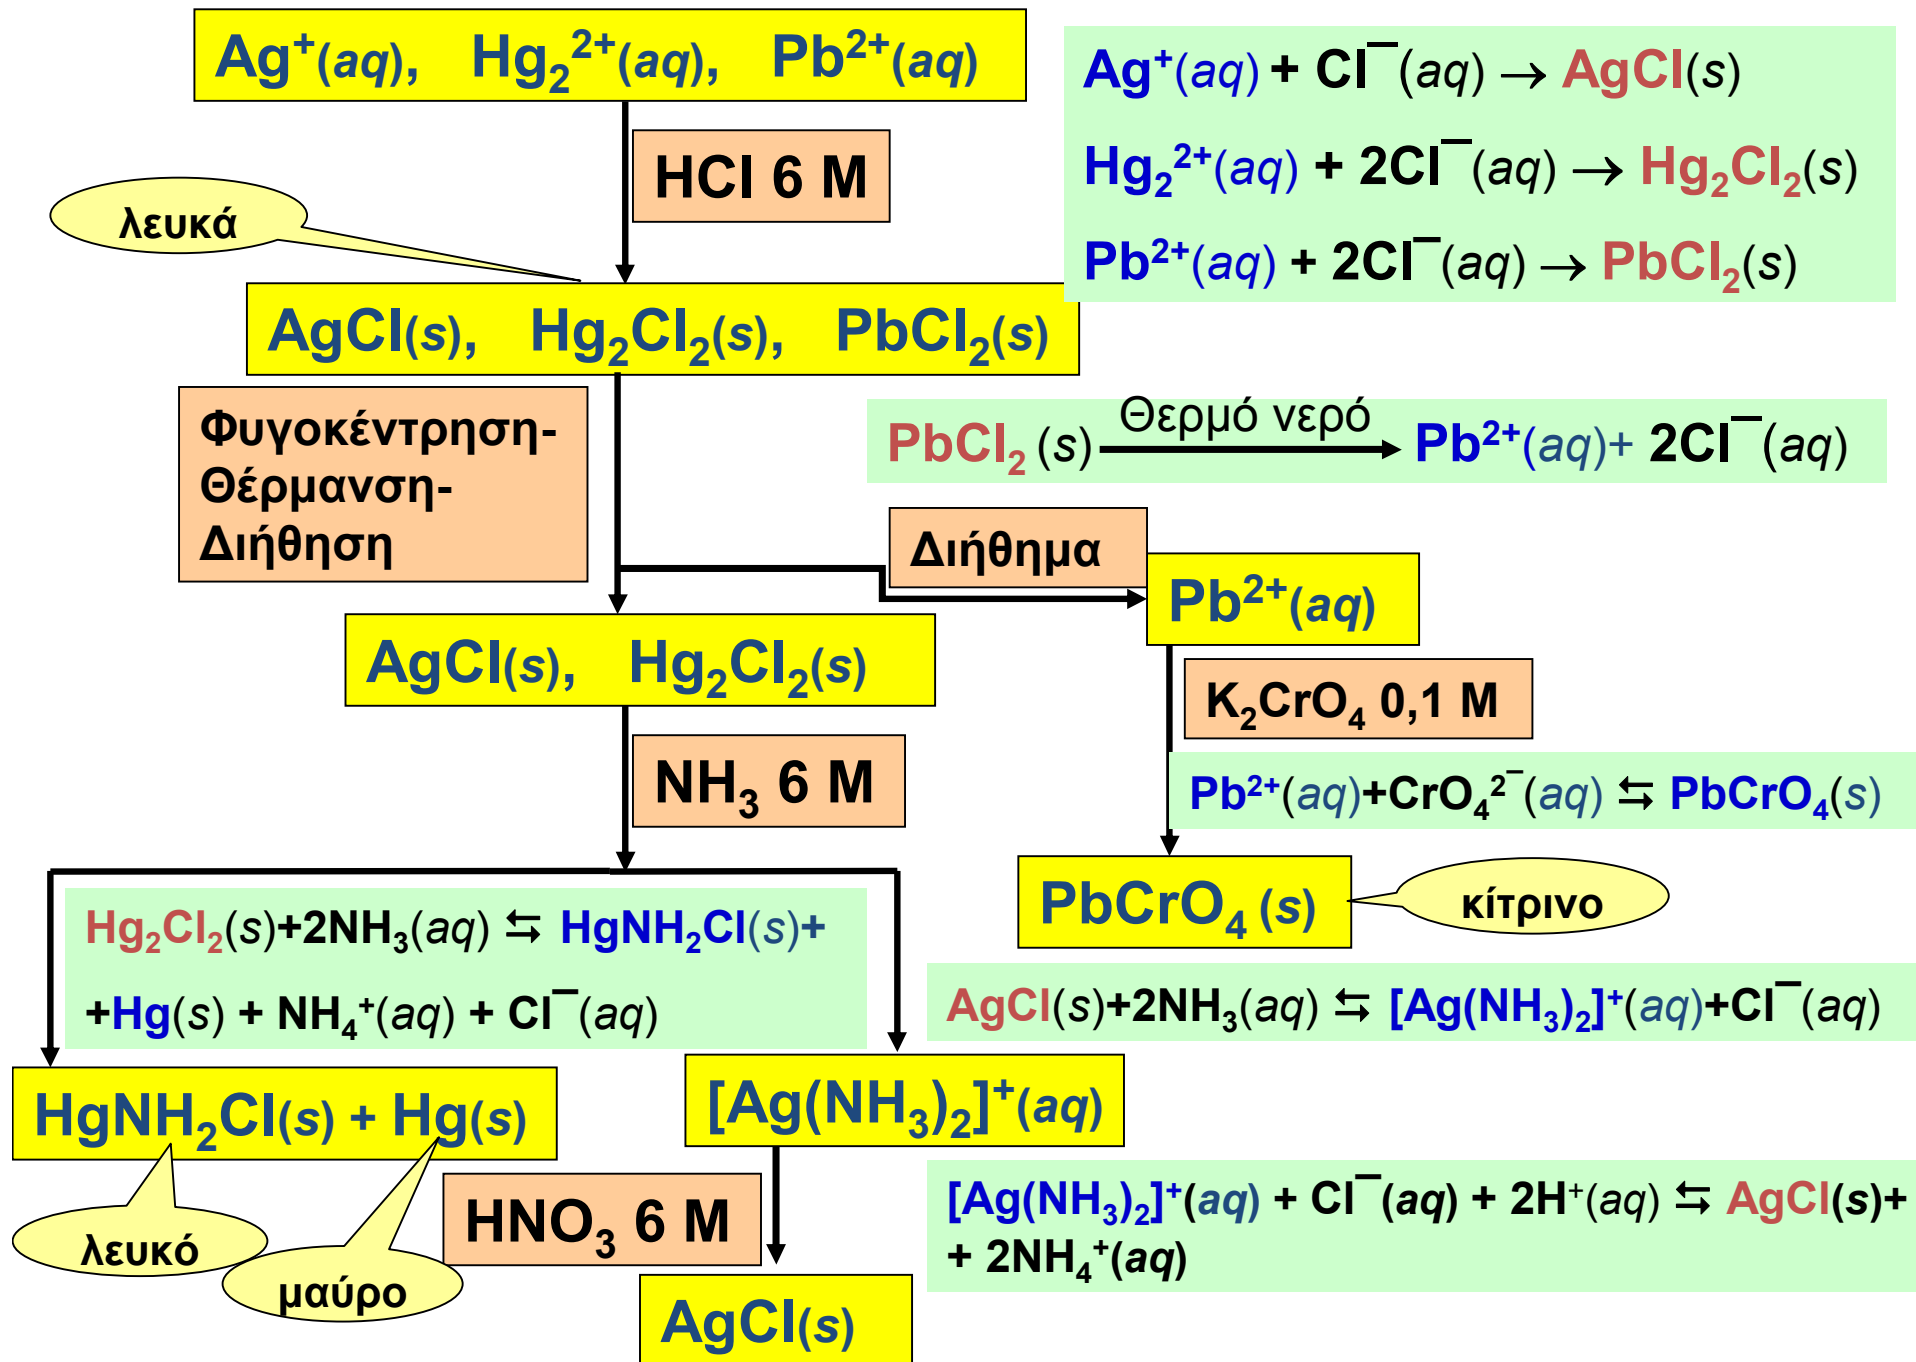 Ag⁺(aq), Hg₂²⁺(aq), Pb²⁺(aq)
HCl 6 M
λευκά
Ag⁺(aq) + Cl⁻(aq) → AgCl(s)
Hg₂²⁺(aq) + 2Cl⁻(aq) → Hg₂Cl₂(s)
Pb²⁺(aq) + 2Cl⁻(aq) → PbCl₂(s)
AgCl(s), Hg₂Cl₂(s), PbCl₂(s)
Φυγοκέντρηση-
Θέρμανση-
Διήθηση
Θερμό νερό
PbCl₂ (s) → Pb²⁺(aq)+ 2Cl⁻(aq)
Διήθημα
Pb²⁺(aq)
AgCl(s), Hg₂Cl₂(s)
K₂CrO₄ 0,1 M
NH₃ 6 M
Pb²⁺(aq)+CrO₄²⁻(aq) ⇆ PbCrO₄(s)
PbCrO₄ (s)
κίτρινο
Hg₂Cl₂(s)+2NH₃(aq) ⇆ HgNH₂Cl(s)+
+Hg(s) + NH₄⁺(aq) + Cl⁻(aq)
AgCl(s)+2NH₃(aq) ⇆ [Ag(NH₃)₂]⁺(aq)+Cl⁻(aq)
HgNH₂Cl(s) + Hg(s)
[Ag(NH₃)₂]⁺(aq)
λευκό
μαύρο
HNO₃ 6 M
[Ag(NH₃)₂]⁺(aq) + Cl⁻(aq) + 2H⁺(aq) ⇆ AgCl(s)+
+ 2NH₄⁺(aq)
AgCl(s)